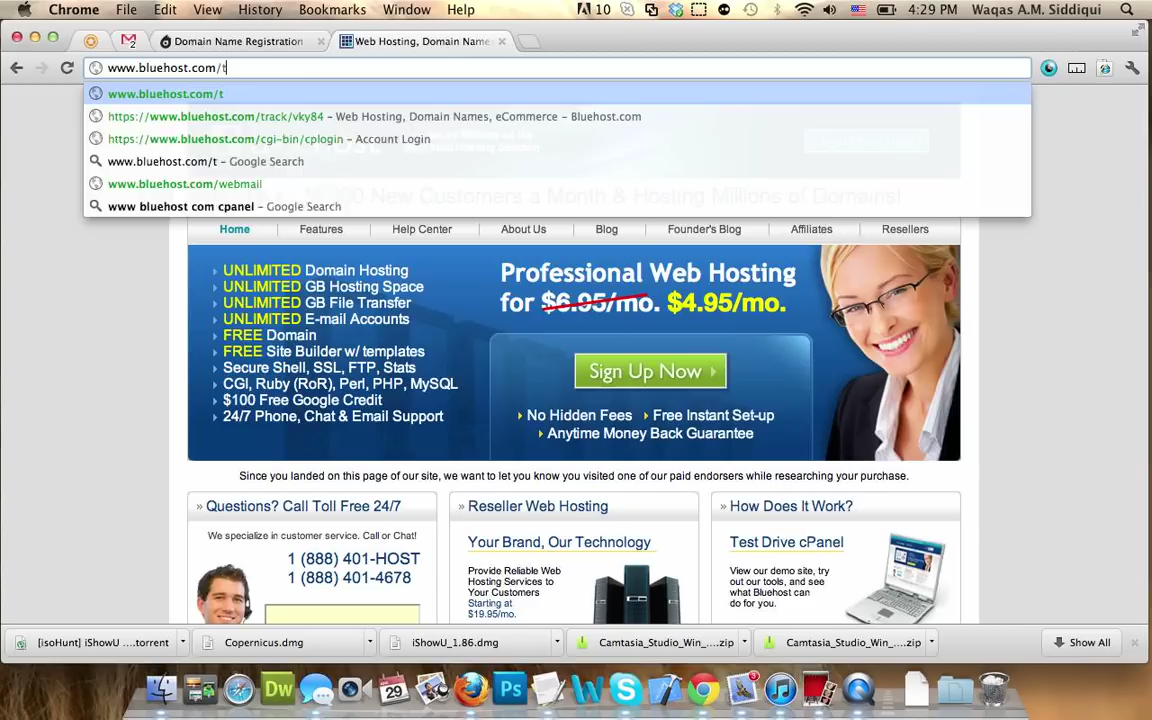 Chrome File Edit View History Bookmarks Window Help 10 4:29 PM Waqas A.M. Siddiqui
2 Domain Name Registration Web Hosting, Domain Name
www.bluehost.com/t
www.bluehost.com/t
https://www.bluehost.com/track/vky84 – Web Hosting, Domain Names, eCommerce – Bluehost.com
https://www.bluehost.com/cgi-bin/cplogin – Account Login
www.bluehost.com/t – Google Search
www.bluehost.com/webmail
www bluehost com cpanel – Google Search
New Customers a Month & Hosting Millions of Domains!
Home Features Help Center About Us Blog Founder's Blog Affiliates Resellers
UNLIMITED Domain Hosting
UNLIMITED GB Hosting Space
UNLIMITED GB File Transfer
UNLIMITED E-mail Accounts
FREE Domain
FREE Site Builder w/ templates
Secure Shell, SSL, FTP, Stats
CGI, Ruby (RoR), Perl, PHP, MySQL
$100 Free Google Credit
24/7 Phone, Chat & Email Support
Professional Web Hosting
for $6.95/mo. $4.95/mo.
Sign Up Now
No Hidden Fees Free Instant Set-up
Anytime Money Back Guarantee
Since you landed on this page of our site, we want to let you know you visited one of our paid endorsers while researching your purchase.
» Questions? Call Toll Free 24/7
We specialize in customer service. Call or Chat!
1 (888) 401-HOST
1 (888) 401-4678
» Reseller Web Hosting
Your Brand, Our Technology
Provide Reliable Web
Hosting Services to
Your Customers
Starting at
$19.95/mo.
» How Does It Work?
Test Drive cPanel
View our demo site, try
out our tools, and see
what Bluehost can
do for you.
[isoHunt] iShowU ....torrent Copernicus.dmg iShowU_1.86.dmg Camtasia_Studio_Win_....zip Camtasia_Studio_Win_....zip Show All
Dw 29 Ps 3